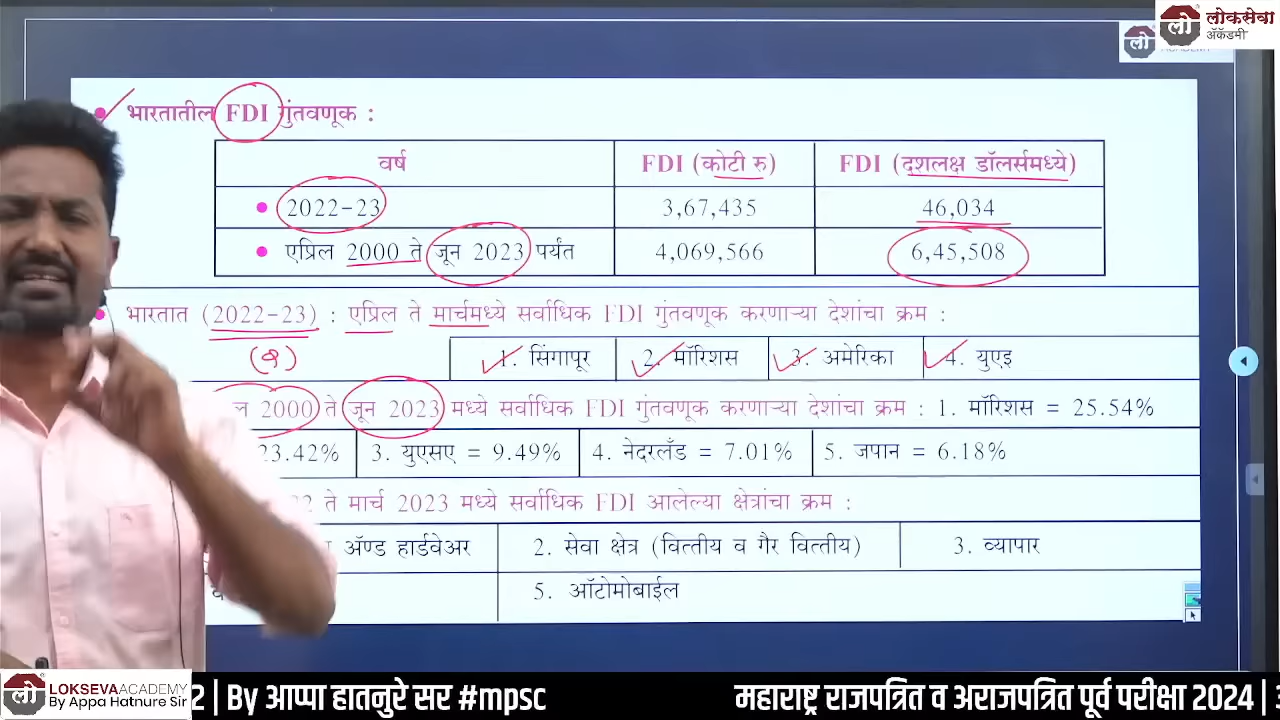 लो लोकसेवा
अ‍ॅकॅडमी
लो
भारतातील FDI गुंतवणूक :
वर्ष FDI (कोटी रु) FDI (दशलक्ष डॉलर्समध्ये)
2022-23 3,67,435 46,034
एप्रिल 2000 ते जून 2023 पर्यंत 4,069,566 6,45,508
भारतात (2022-23) : एप्रिल ते मार्चमध्ये सर्वाधिक FDI गुंतवणूक करणाऱ्या देशांचा क्रम :
1. सिंगापूर 2. मॉरिशस 3. अमेरिका 4. युएइ
ल 2000 ते जून 2023 मध्ये सर्वाधिक FDI गुंतवणूक करणाऱ्या देशांचा क्रम : 1. मॉरिशस = 25.54%
23.42% 3. युएसए = 9.49% 4. नेदरलँड = 7.01% 5. जपान = 6.18%
ते मार्च 2023 मध्ये सर्वाधिक FDI आलेल्या क्षेत्रांचा क्रम :
अ‍ॅण्ड हार्डवेअर 2. सेवा क्षेत्र (वित्तीय व गैर वित्तीय) 3. व्यापार
5. ऑटोमोबाईल
लो LOKSEVA ACADEMY
By Appa Hatnure Sir
2 | By आप्पा हातनुरे सर #mpsc महाराष्ट्र राजपत्रित व अराजपत्रित पूर्व परीक्षा 2024 |